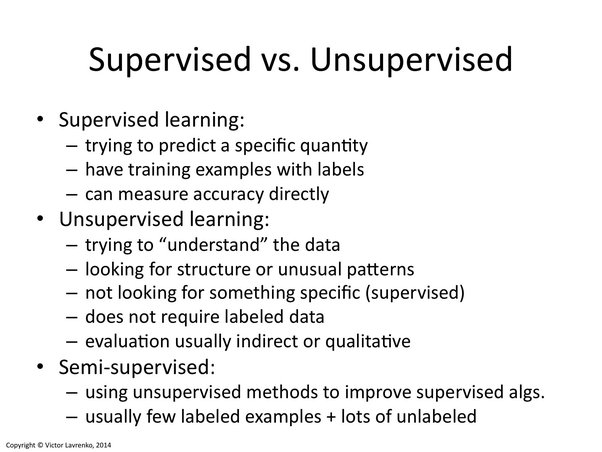 Supervised vs. Unsupervised
• Supervised learning:
– trying to predict a specific quantity
– have training examples with labels
– can measure accuracy directly
• Unsupervised learning:
– trying to “understand” the data
– looking for structure or unusual patterns
– not looking for something specific (supervised)
– does not require labeled data
– evaluation usually indirect or qualitative
• Semi-supervised:
– using unsupervised methods to improve supervised algs.
– usually few labeled examples + lots of unlabeled
Copyright © Victor Lavrenko, 2014